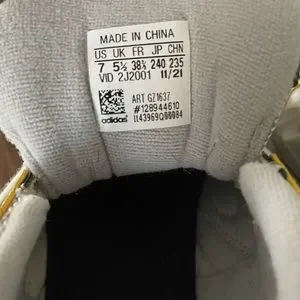 MADE IN CHINA
US UK FR JP CHN
7 5½ 38⅔ 240 235
VID 2J2001 11/21
ART GZ1637
#128944610
1143969Q00084
adidas